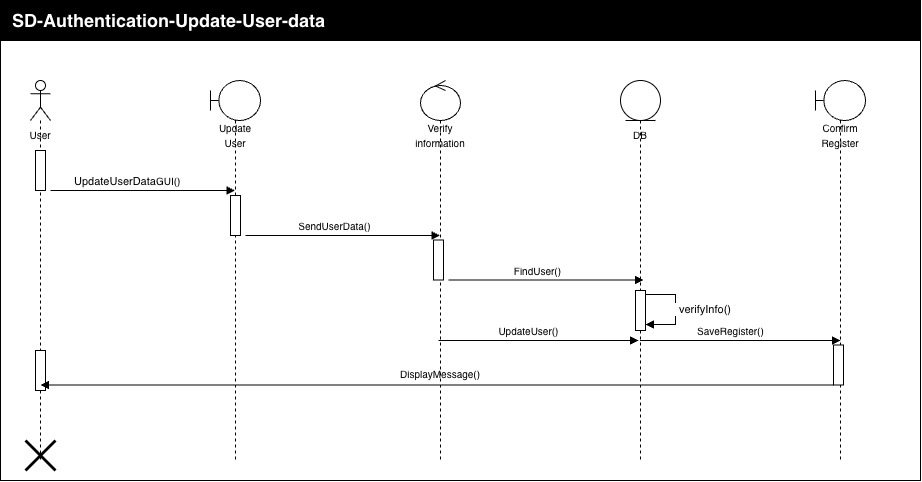 SD-Authentication-Update-User-data
User
Update
User
Verify
information
DB
Confirm
Register
UpdateUserDataGUI()
SendUserData()
FindUser()
verifyInfo()
UpdateUser()
SaveRegister()
DisplayMessage()